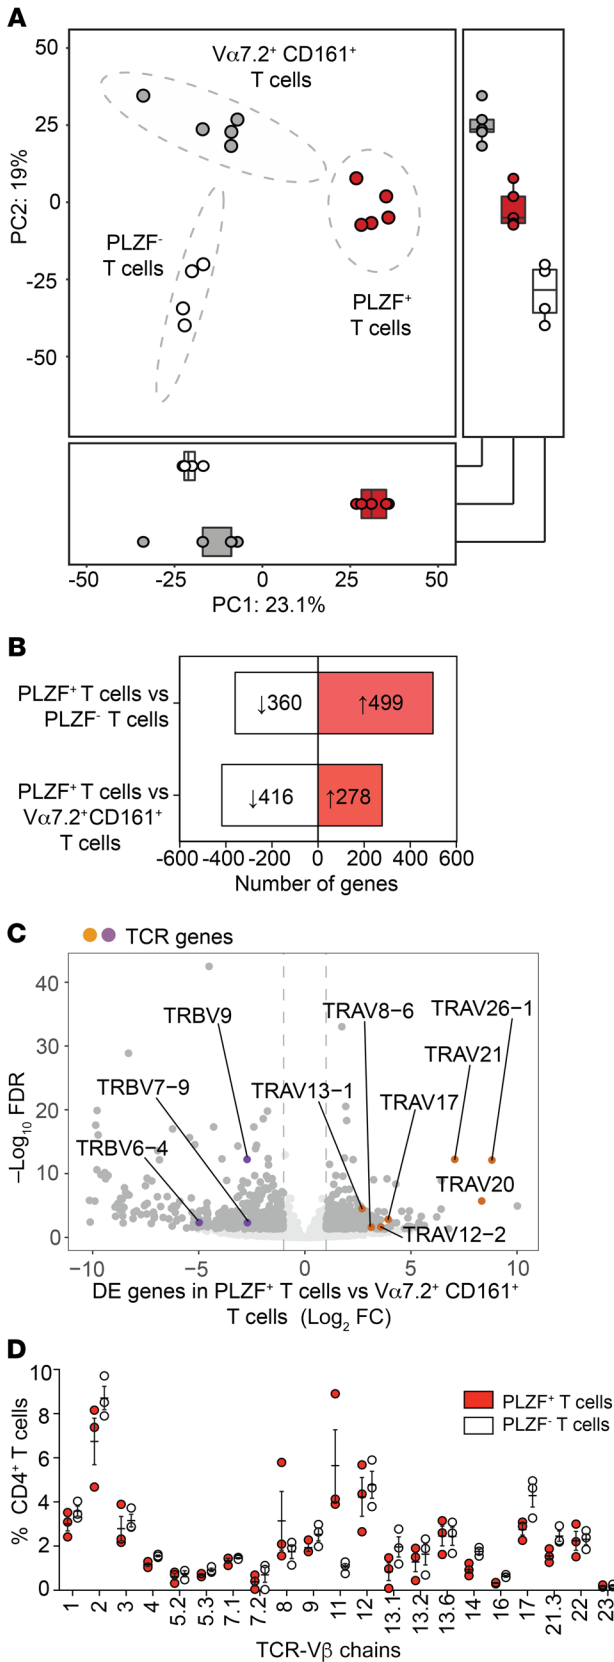 A
Vα7.2⁺ CD161⁺
T cells
50
25
0
-25
-50
PC2: 19%
PLZF⁻
T cells
PLZF⁺
T cells
-50 -25 0 25 50
PC1: 23.1%
B
PLZF⁺ T cells vs
PLZF⁻ T cells
↓360 ↑499
PLZF⁺ T cells vs
Vα7.2⁺CD161⁺
T cells
↓416 ↑278
-600 -400 -200 0 200 400 600
Number of genes
C
TCR genes
40
30
20
10
0
−Log₁₀ FDR
TRBV9
TRAV8−6
TRAV26−1
TRAV21
TRBV7−9
TRAV13−1
TRAV17
TRBV6−4
TRAV20
TRAV12−2
−10 −5 0 5 10
DE genes in PLZF⁺ T cells vs Vα7.2⁺ CD161⁺
T cells (Log₂ FC)
D
10
8
6
4
2
0
% CD4⁺ T cells
PLZF⁺ T cells
PLZF⁻ T cells
1 2 3 4 5.2 5.3 7.1 7.2 8 9 11 12 13.1 13.2 13.6 14 16 17 21.3 22 23
TCR-Vβ chains